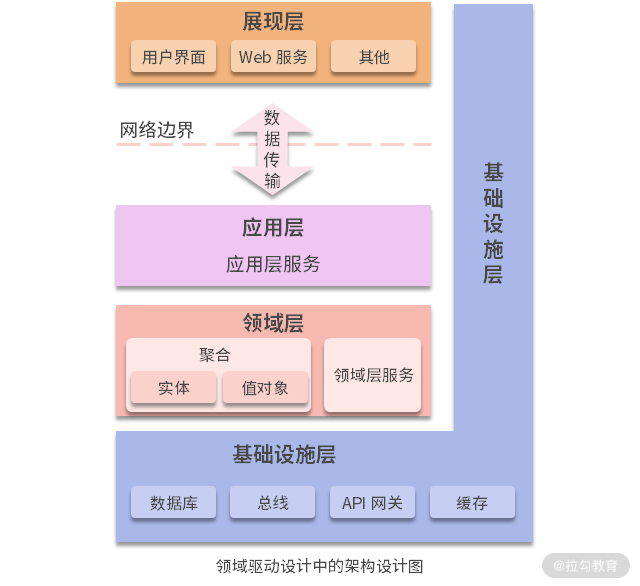 展现层
用户界面 Web 服务 其他
网络边界
数据传输
应用层
应用层服务
领域层
聚合
实体 值对象
领域层服务
基础设施层
基础设施层
数据库 总线 API 网关 缓存
领域驱动设计中的架构设计图
@拉勾教育